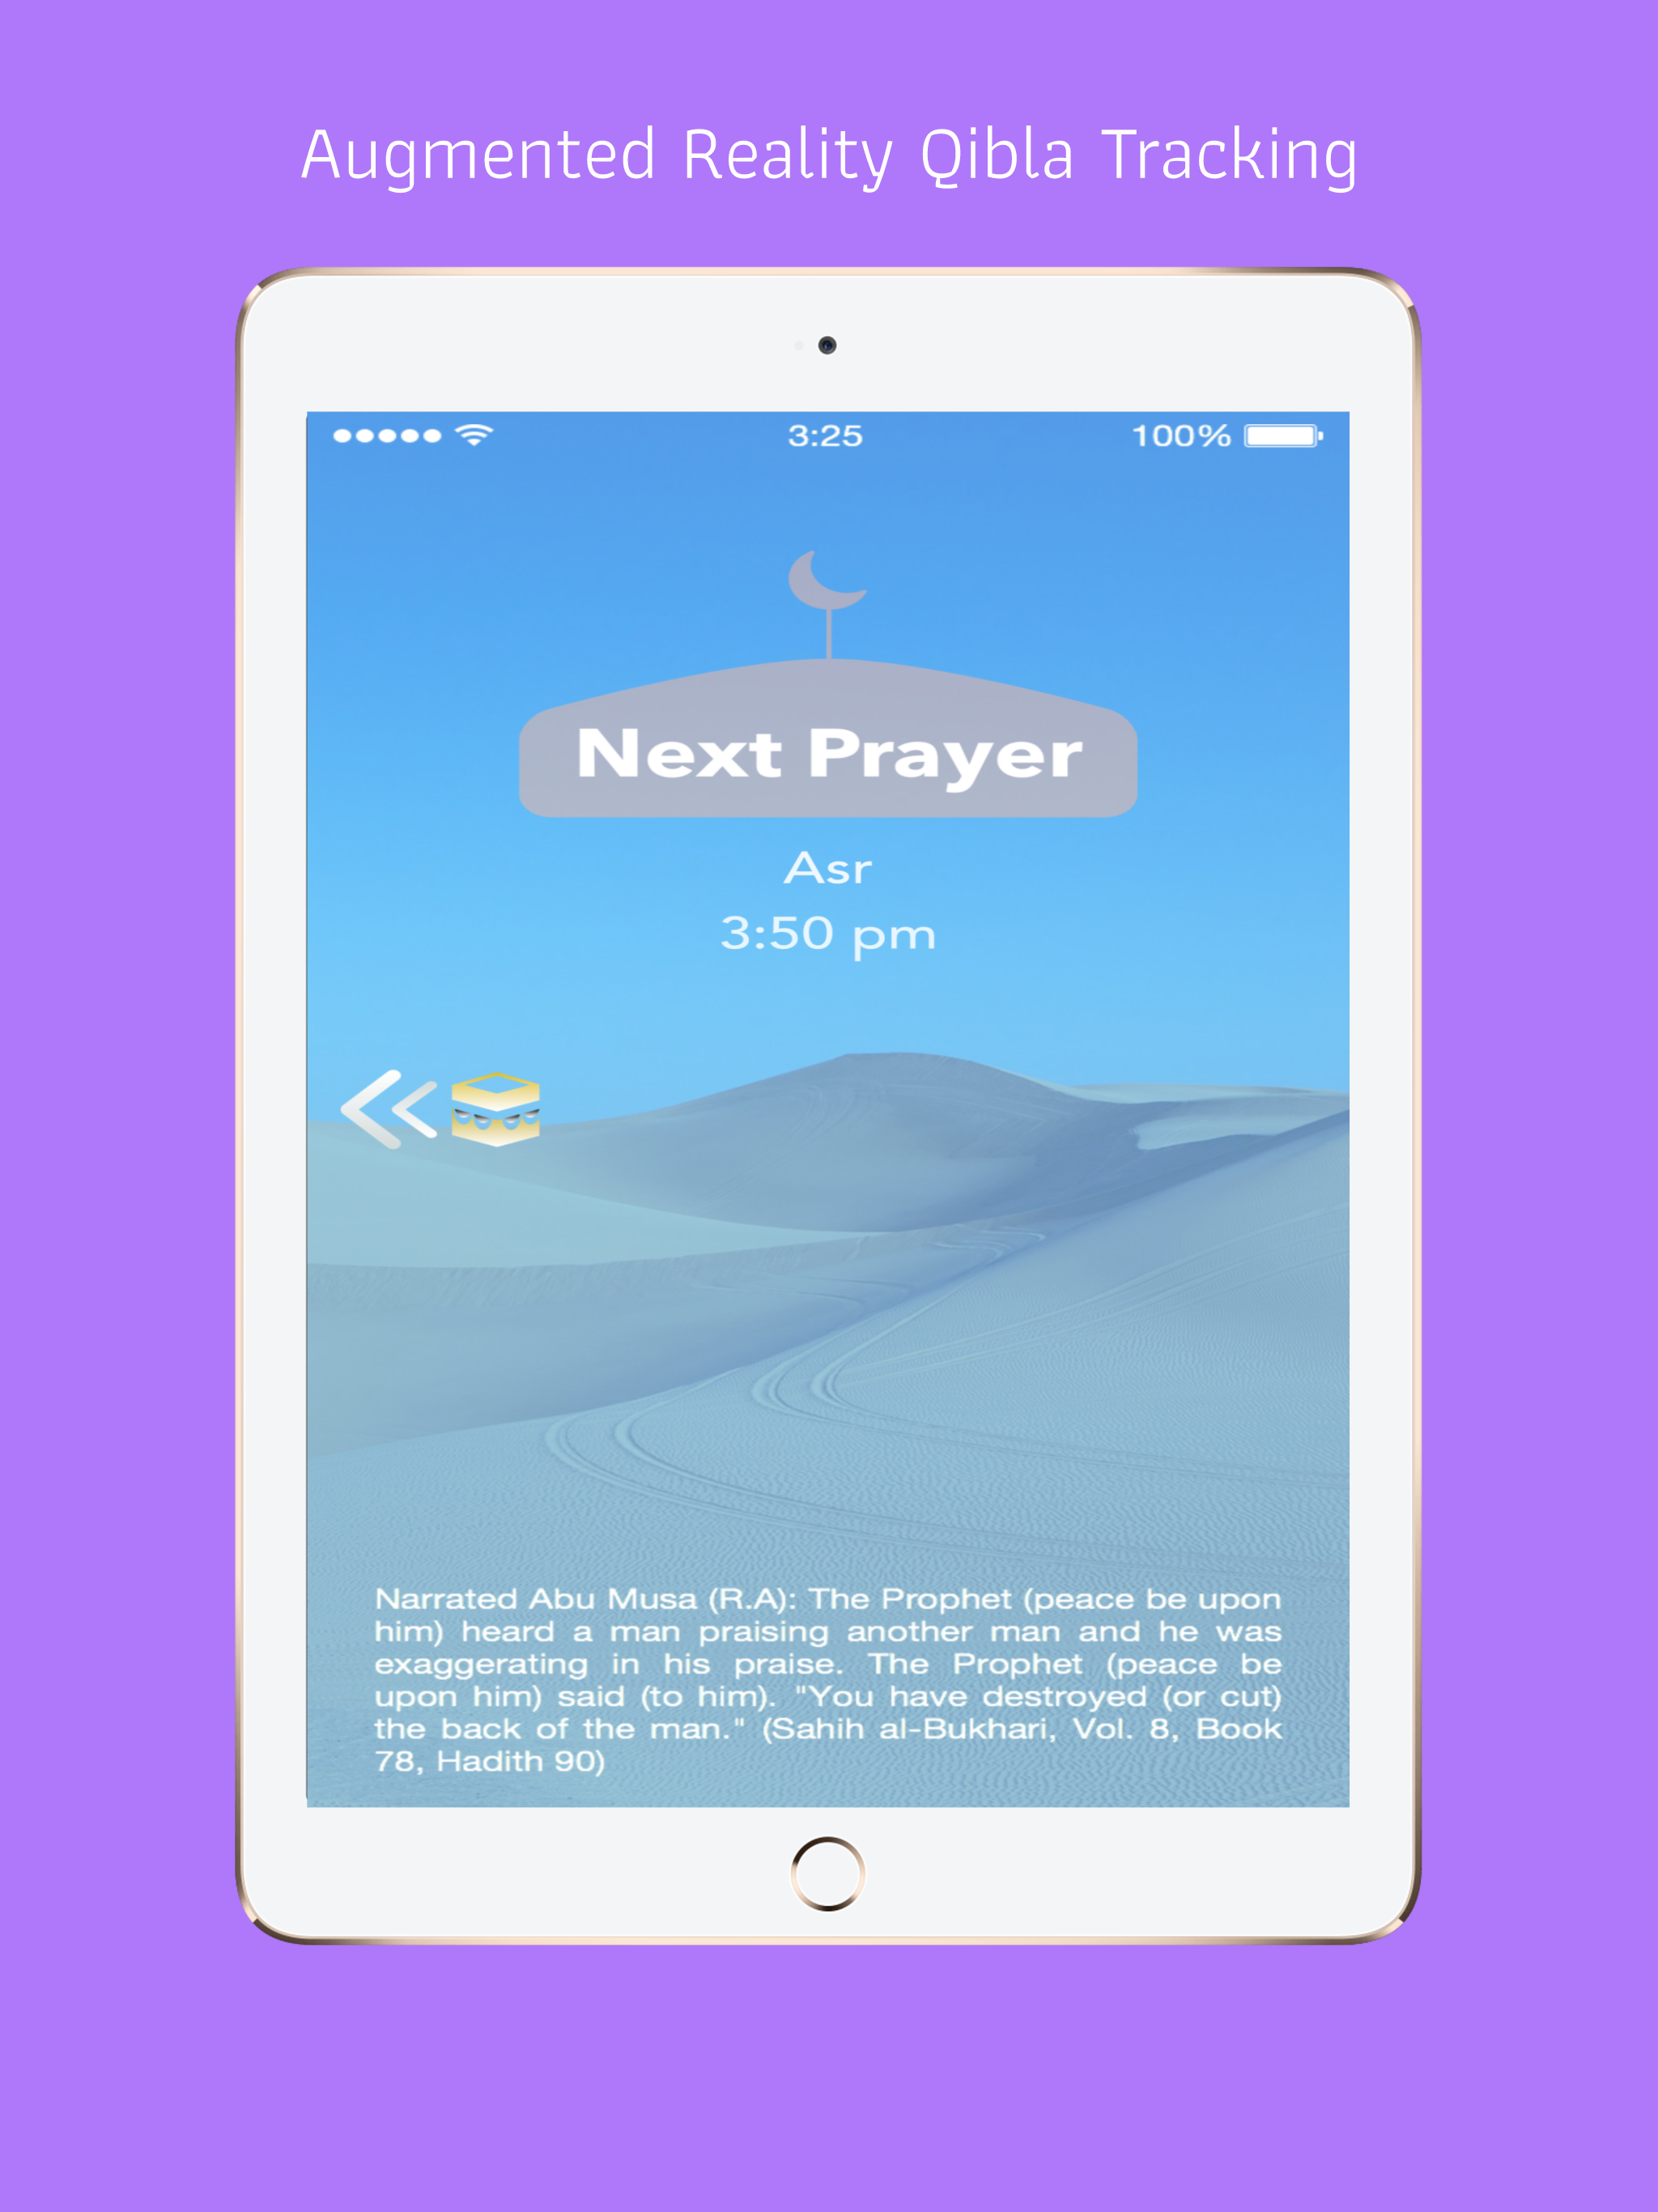 Augmented Reality Qibla Tracking
3:25
100%
Next Prayer
Asr
3:50 pm
Narrated Abu Musa (R.A): The Prophet (peace be upon
him) heard a man praising another man and he was
exaggerating in his praise. The Prophet (peace be
upon him) said (to him). "You have destroyed (or cut)
the back of the man." (Sahih al-Bukhari, Vol. 8, Book
78, Hadith 90)